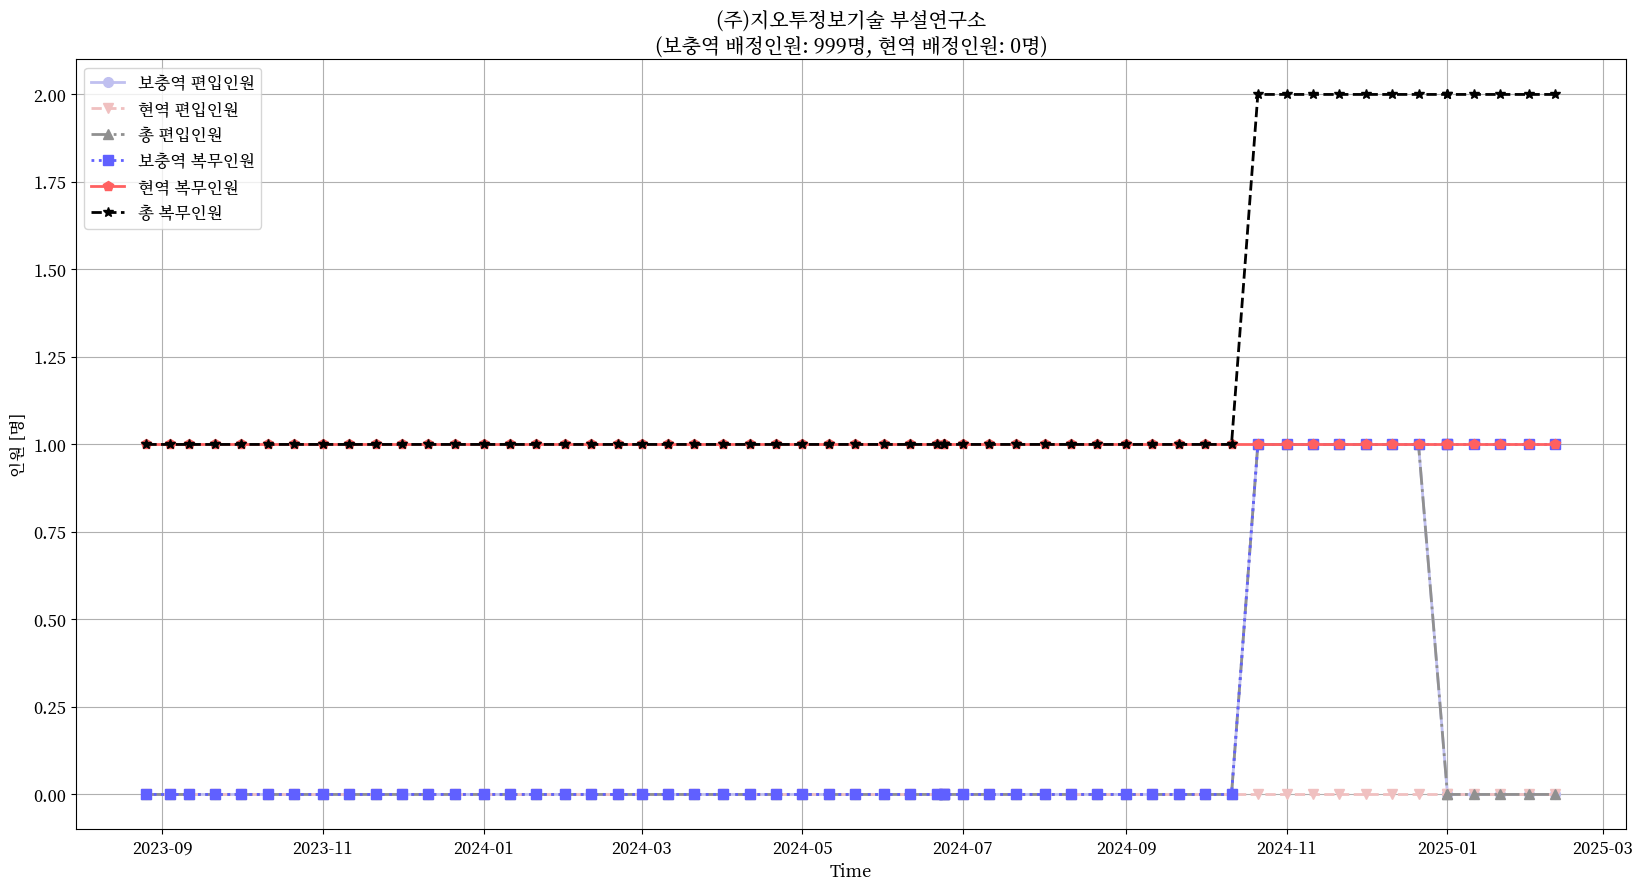 (주)지오투정보기술 부설연구소
(보충역 배정인원: 999명, 현역 배정인원: 0명)
보충역 편입인원
현역 편입인원
총 편입인원
보충역 복무인원
현역 복무인원
총 복무인원
2.00
1.75
1.50
1.25
1.00
0.75
0.50
0.25
0.00
인원 [명]
2023-09 2023-11 2024-01 2024-03 2024-05 2024-07 2024-09 2024-11 2025-01 2025-03
Time